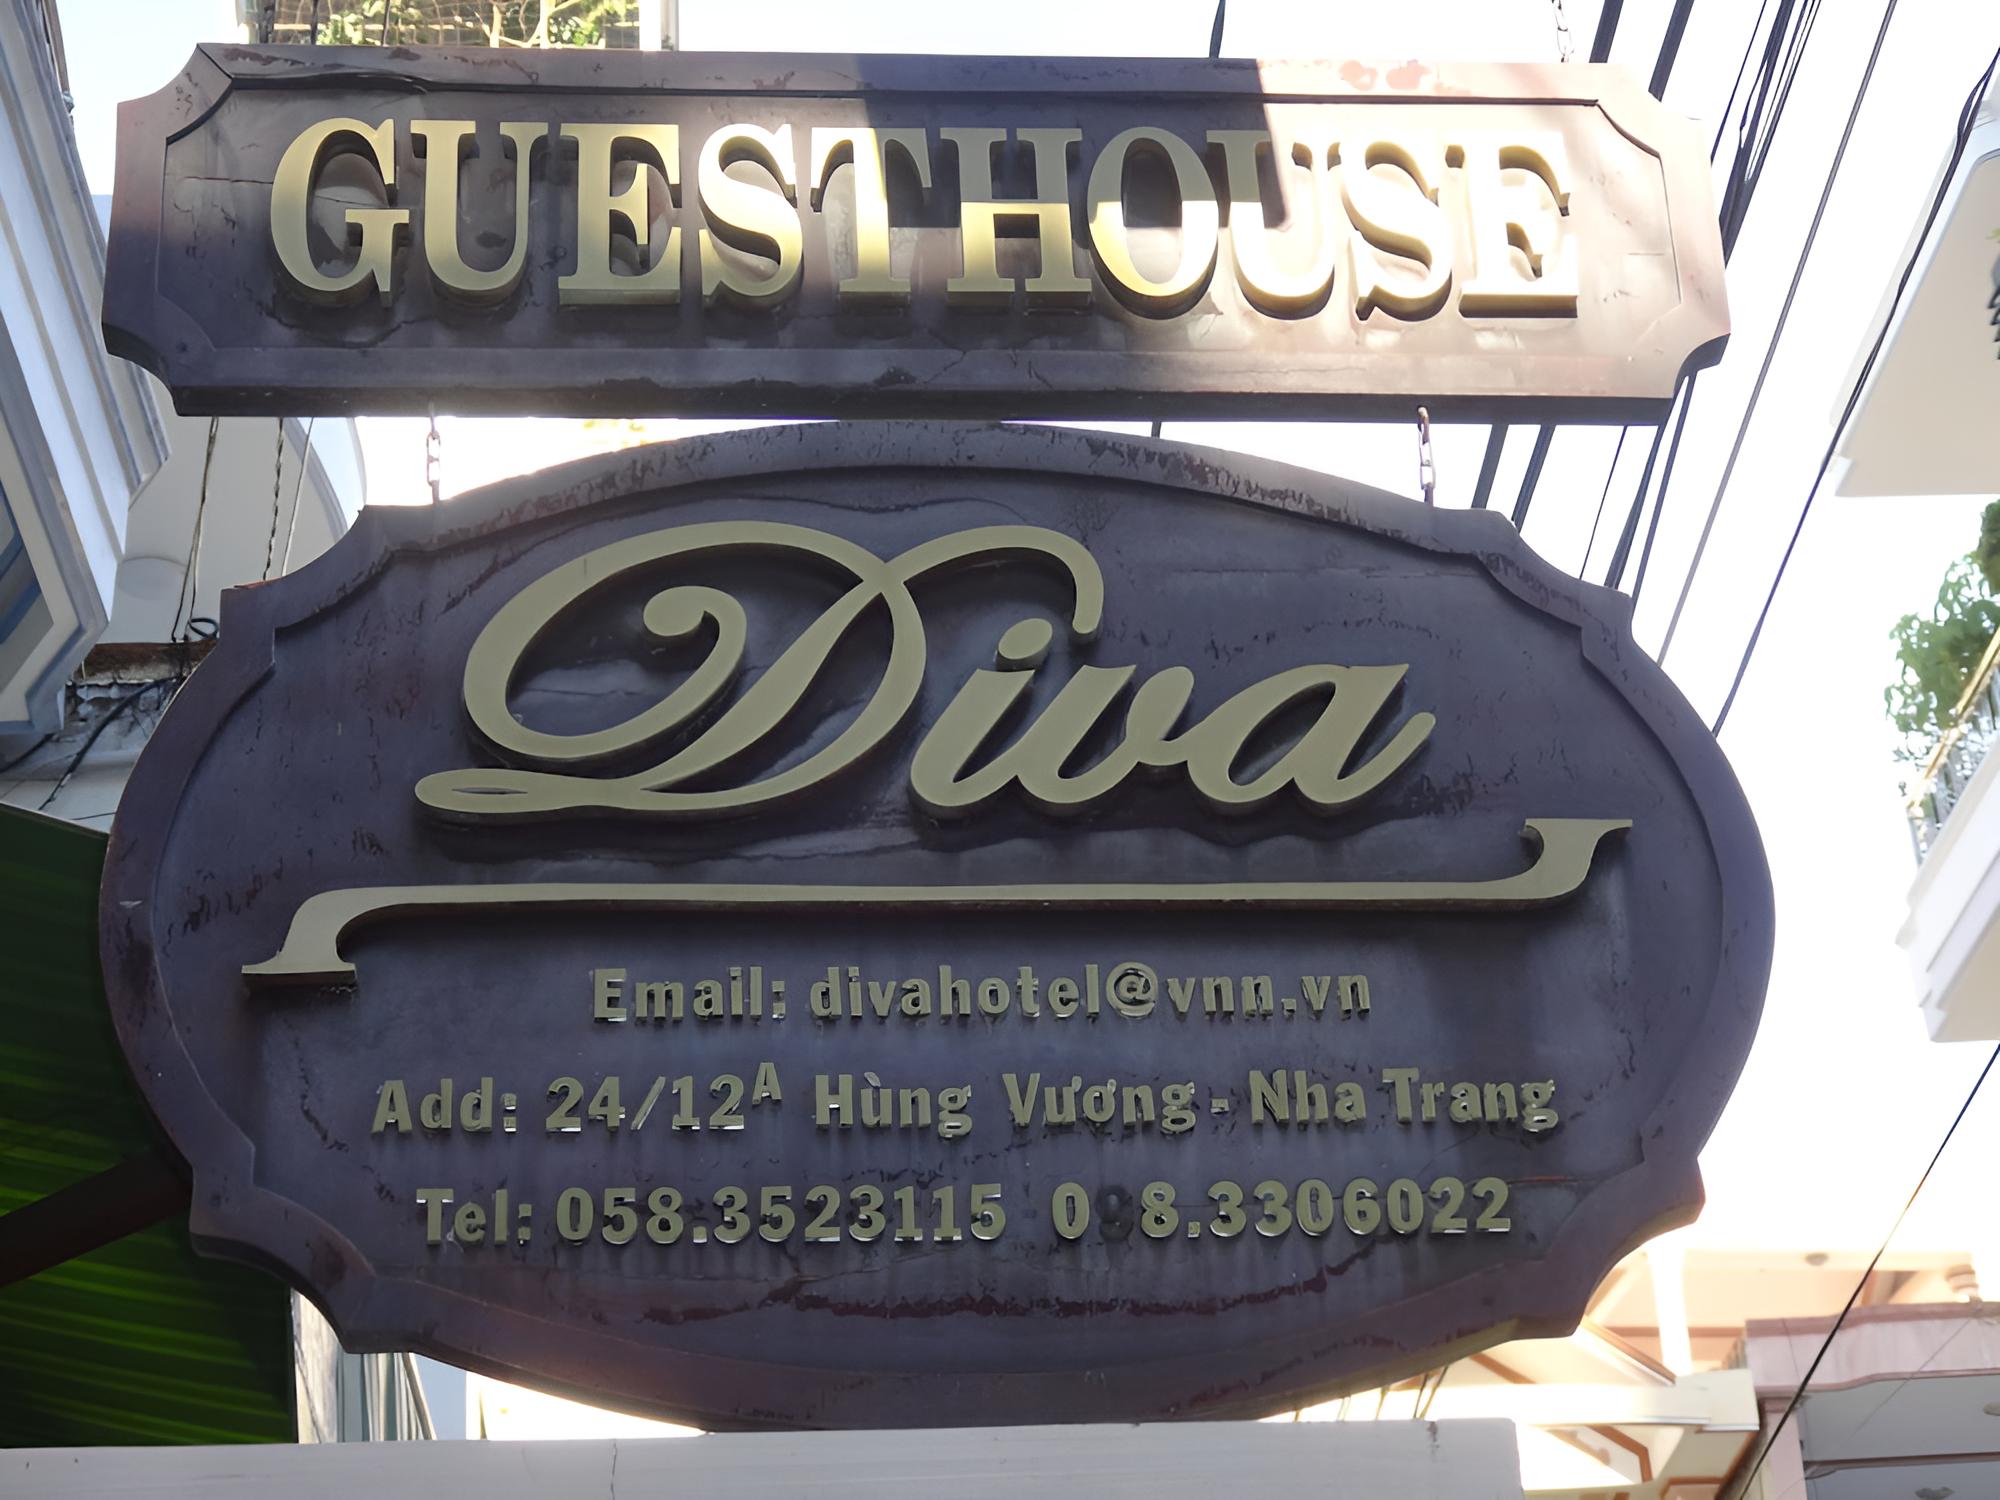 GUESTHOUSE
Diva
Email: divahotel@vnn.vn
Add: 24/12A Hùng Vương - Nha Trang
Tel: 058.3523115